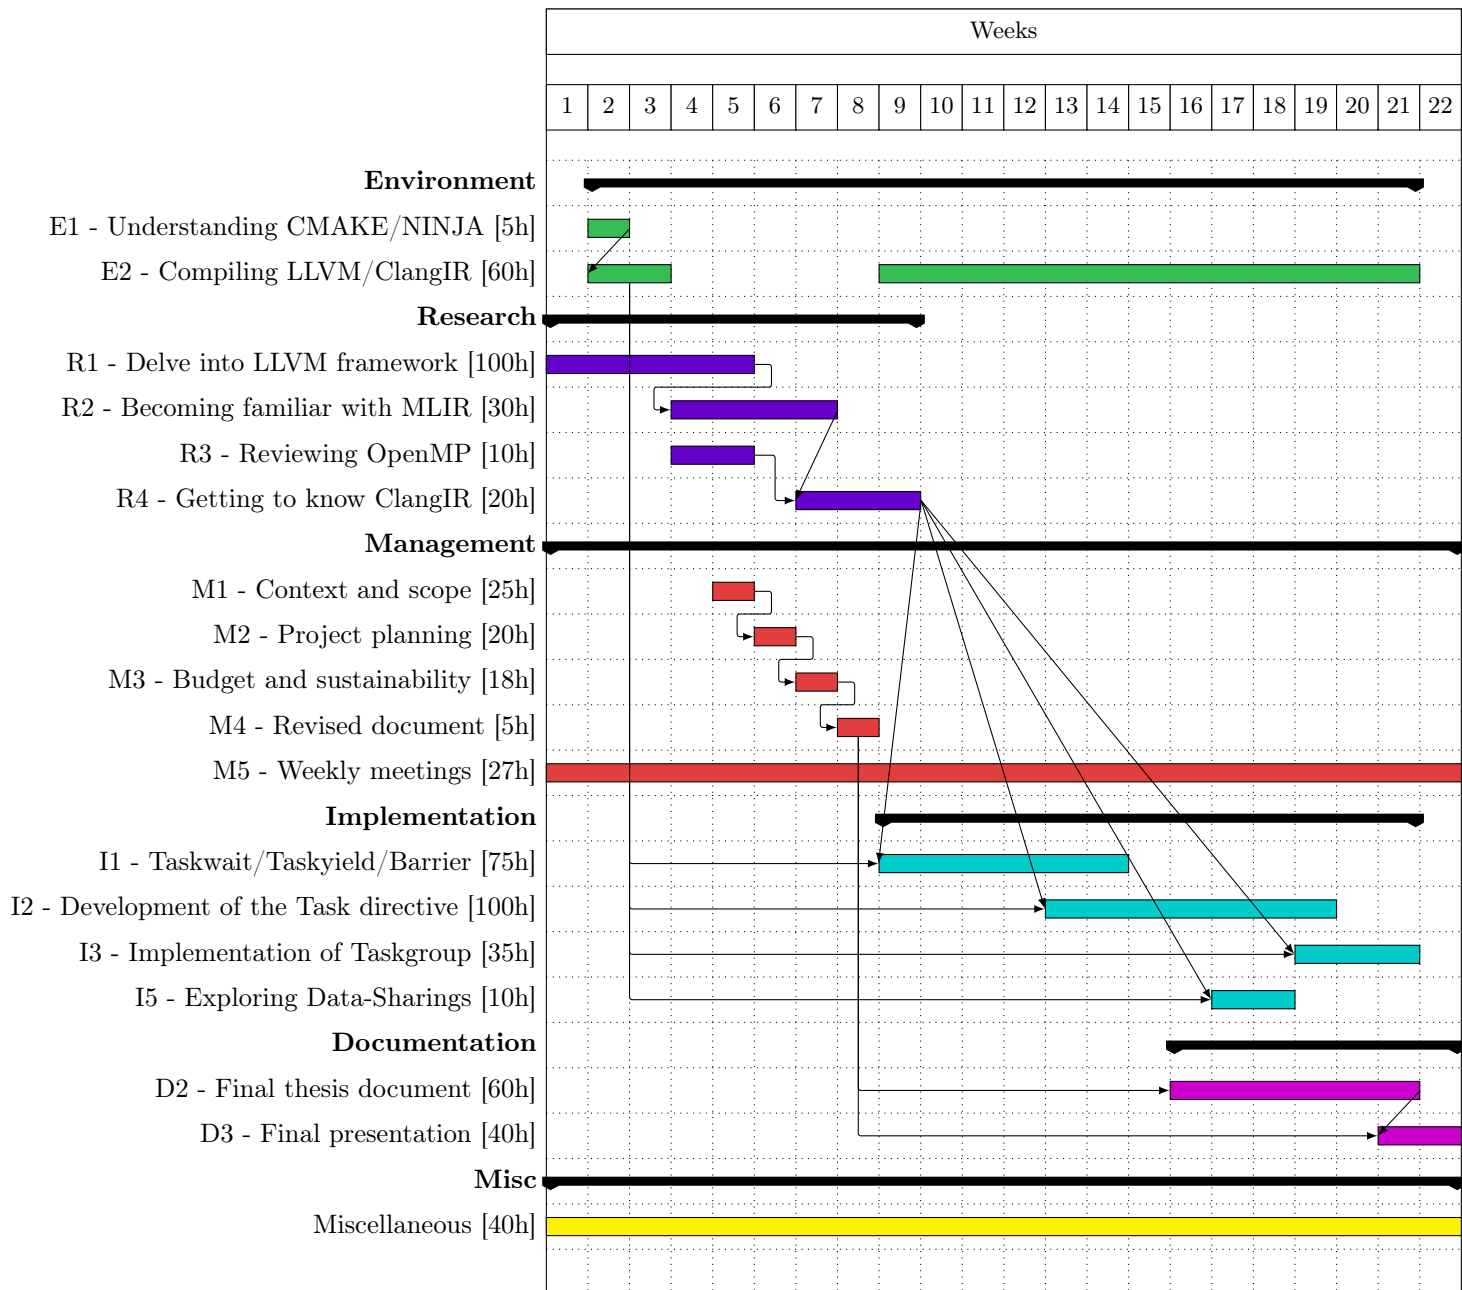 Weeks
1 2 3 4 5 6 7 8 9 10 11 12 13 14 15 16 17 18 19 20 21 22
Environment
E1 - Understanding CMAKE/NINJA [5h]
E2 - Compiling LLVM/ClangIR [60h]
Research
R1 - Delve into LLVM framework [100h]
R2 - Becoming familiar with MLIR [30h]
R3 - Reviewing OpenMP [10h]
R4 - Getting to know ClangIR [20h]
Management
M1 - Context and scope [25h]
M2 - Project planning [20h]
M3 - Budget and sustainability [18h]
M4 - Revised document [5h]
M5 - Weekly meetings [27h]
Implementation
I1 - Taskwait/Taskyield/Barrier [75h]
I2 - Development of the Task directive [100h]
I3 - Implementation of Taskgroup [35h]
I5 - Exploring Data-Sharings [10h]
Documentation
D2 - Final thesis document [60h]
D3 - Final presentation [40h]
Misc
Miscellaneous [40h]